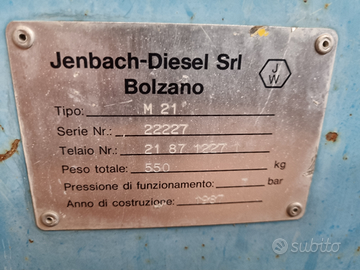 Jenbach-Diesel Srl
J
W
Bolzano
Tipo: M 21
Serie Nr.: 22227
Telaio Nr.: 21 87 1227
Peso totale: 550 kg
Pressione di funzionamento: bar
Anno di costruzione:
subito